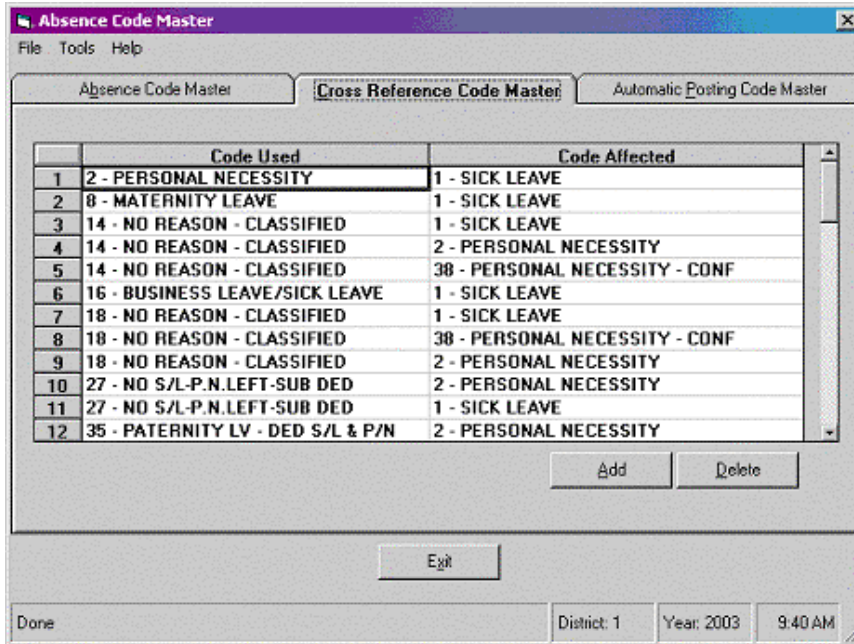 Absence Code Master
File Tools Help
Absence Code Master Cross Reference Code Master Automatic Posting Code Master
Code Used Code Affected
1 2 - PERSONAL NECESSITY 1 - SICK LEAVE
2 8 - MATERNITY LEAVE 1 - SICK LEAVE
3 14 - NO REASON - CLASSIFIED 1 - SICK LEAVE
4 14 - NO REASON - CLASSIFIED 2 - PERSONAL NECESSITY
5 14 - NO REASON - CLASSIFIED 38 - PERSONAL NECESSITY - CONF
6 16 - BUSINESS LEAVE/SICK LEAVE 1 - SICK LEAVE
7 18 - NO REASON - CLASSIFIED 1 - SICK LEAVE
8 18 - NO REASON - CLASSIFIED 38 - PERSONAL NECESSITY - CONF
9 18 - NO REASON - CLASSIFIED 2 - PERSONAL NECESSITY
10 27 - NO S/L-P.N.LEFT-SUB DED 2 - PERSONAL NECESSITY
11 27 - NO S/L-P.N.LEFT-SUB DED 1 - SICK LEAVE
12 35 - PATERNITY LV - DED S/L & P/N 2 - PERSONAL NECESSITY
Add Delete
Exit
Done District: 1 Year: 2003 9:40 AM